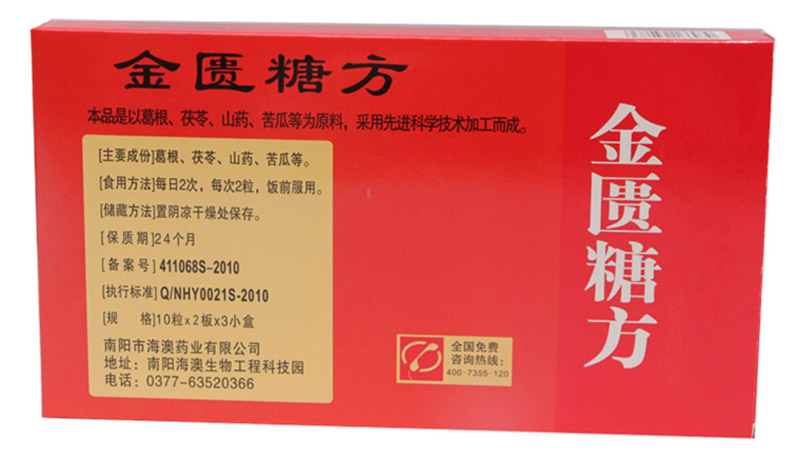 金匮糖方
本品是以葛根、茯苓、山药、苦瓜等为原料，采用先进科学技术加工而成。
[主要成份]葛根、茯苓、山药、苦瓜等。
[食用方法]每日2次，每次2粒，饭前服用。
[储藏方法]置阴凉干燥处保存。
[保质期]24个月
[备案号]411068S-2010
[执行标准]Q/NHY0021S-2010
[规 格]10粒x2板x3小盒
南阳市海澳药业有限公司
地址：南阳海澳生物工程科技园
电话：0377-63520366
全国免费
咨询热线：
400·7355·120
金匮糖方